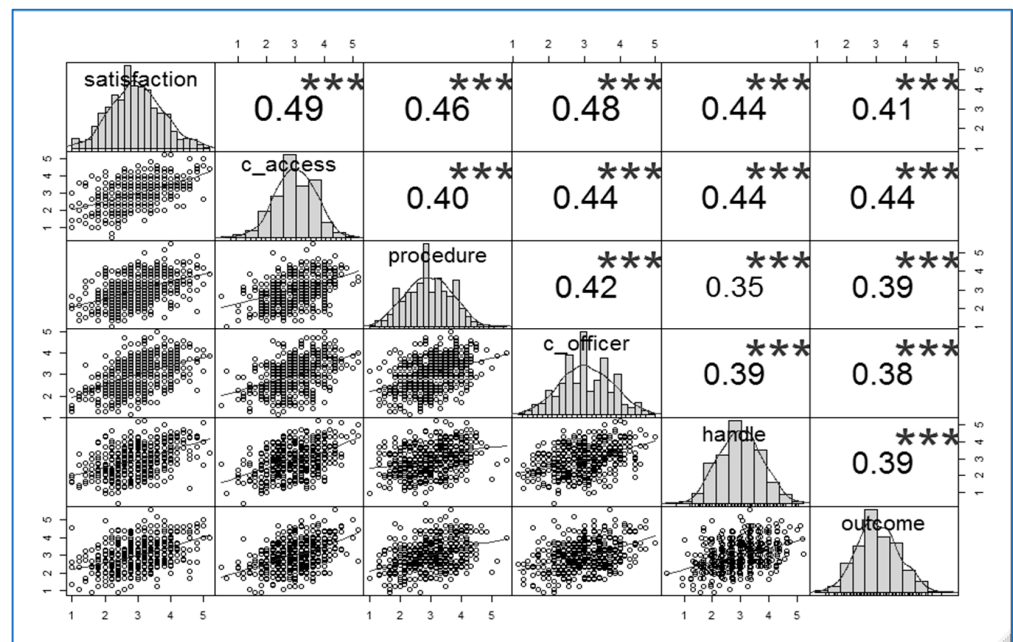 1 2 3 4 5 1 2 3 4 5 1 2 3 4 5
satisfaction *** *** *** *** ***
0.49 0.46 0.48 0.44 0.41
1 2 3 4 5
c_access *** *** *** ***
0.40 0.44 0.44 0.44
1 2 3 4 5
procedure *** *** ***
0.42 0.35 0.39
1 2 3 4 5
c_officer *** ***
0.39 0.38
1 2 3 4 5
handle ***
0.39
1 2 3 4 5
outcome
1 2 3 4 5
1 2 3 4 5 1 2 3 4 5 1 2 3 4 5